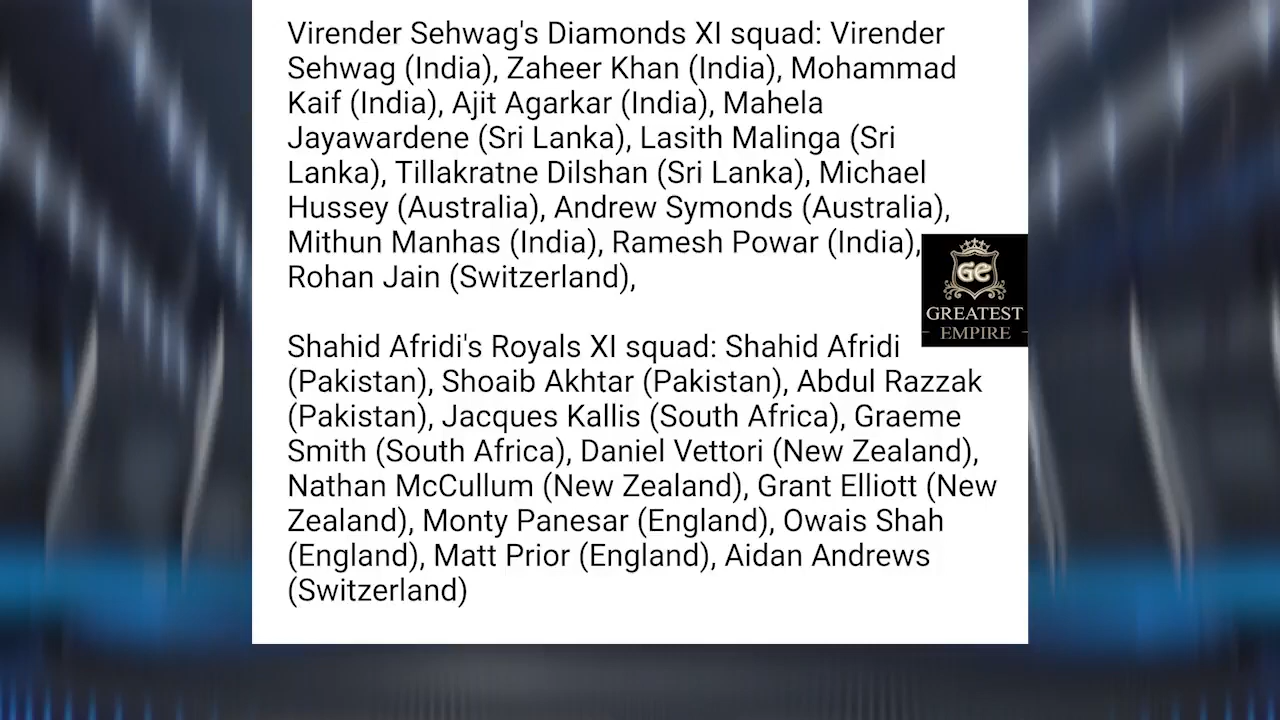 Virender Sehwag's Diamonds XI squad: Virender
Sehwag (India), Zaheer Khan (India), Mohammad
Kaif (India), Ajit Agarkar (India), Mahela
Jayawardene (Sri Lanka), Lasith Malinga (Sri
Lanka), Tillakratne Dilshan (Sri Lanka), Michael
Hussey (Australia), Andrew Symonds (Australia),
Mithun Manhas (India), Ramesh Powar (India),
Rohan Jain (Switzerland),
GE
GREATEST
EMPIRE
Shahid Afridi's Royals XI squad: Shahid Afridi
(Pakistan), Shoaib Akhtar (Pakistan), Abdul Razzak
(Pakistan), Jacques Kallis (South Africa), Graeme
Smith (South Africa), Daniel Vettori (New Zealand),
Nathan McCullum (New Zealand), Grant Elliott (New
Zealand), Monty Panesar (England), Owais Shah
(England), Matt Prior (England), Aidan Andrews
(Switzerland)